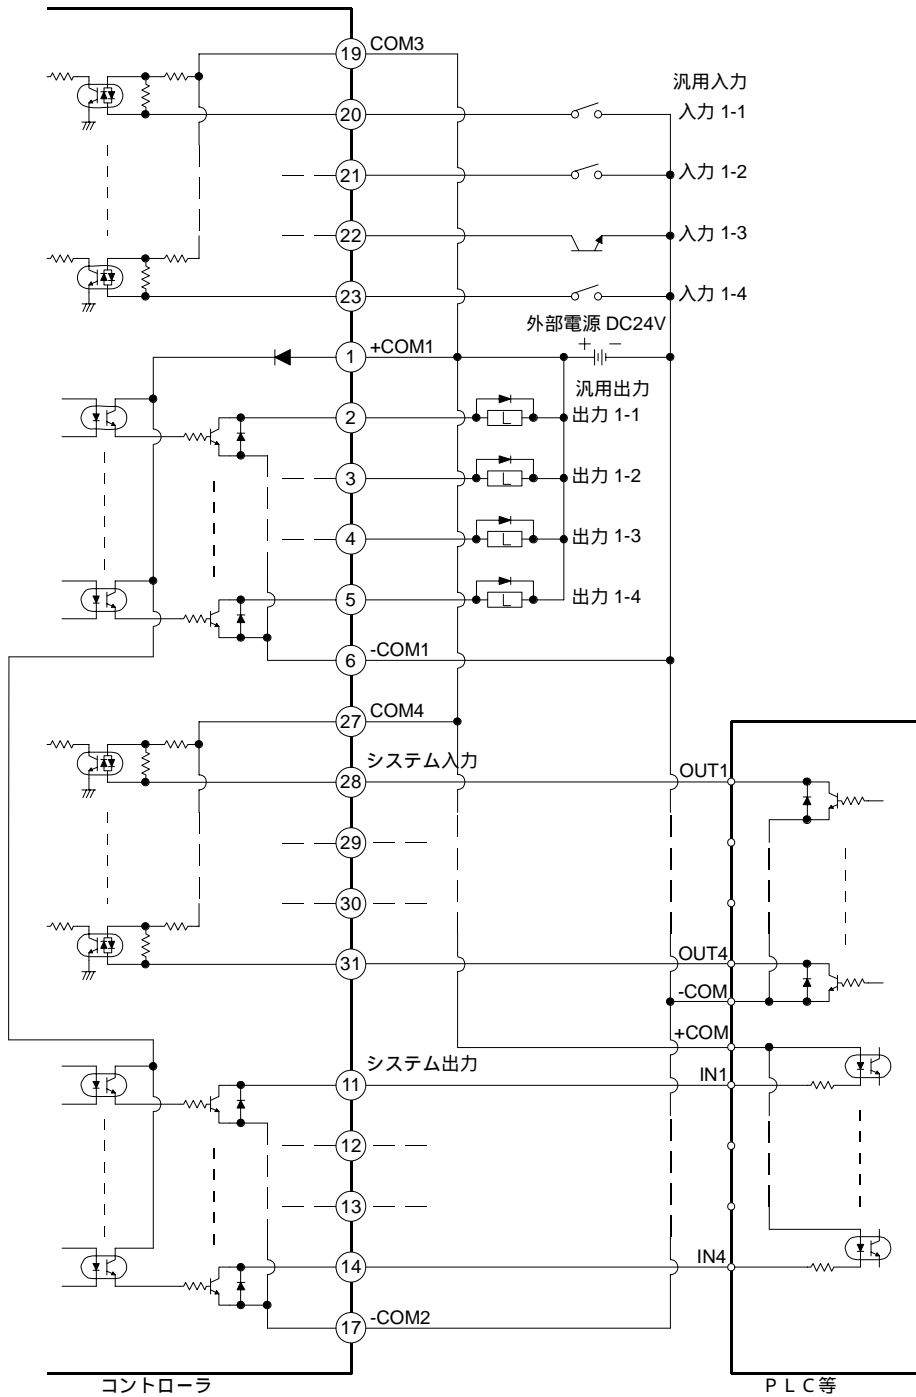 19 COM3
汎用入力
20 入力 1-1
21 入力 1-2
22 入力 1-3
23 入力 1-4
外部電源 DC24V
+ −
1 +COM1
汎用出力
2 L 出力 1-1
3 L 出力 1-2
4 L 出力 1-3
5 L 出力 1-4
6 -COM1
27 COM4
システム入力
28 OUT1
29
30
31 OUT4
-COM
+COM
システム出力
11 IN1
12
13
14 IN4
17 -COM2
コントローラ
ＰＬＣ等